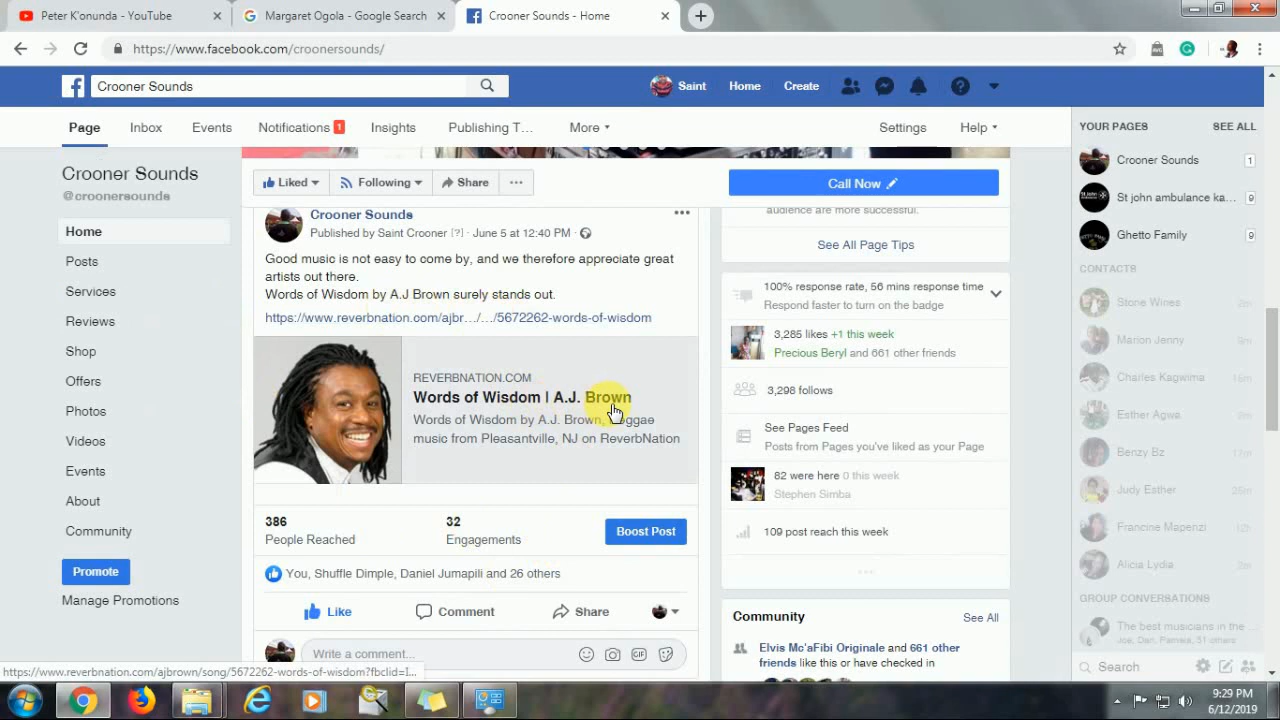 Peter K'onunda - YouTube
Margaret Ogola - Google Search
Crooner Sounds - Home
https://www.facebook.com/croonersounds/
Crooner Sounds
Saint
Home
Create
Page
Inbox
Events
Notifications 1
Insights
Publishing T…
More
Settings
Help
Crooner Sounds
@croonersounds
Home
Posts
Services
Reviews
Shop
Offers
Photos
Videos
Events
About
Community
Promote
Manage Promotions
Liked
Following
Share
Call Now
Crooner Sounds
Published by Saint Crooner [?] · June 5 at 12:40 PM ·
Good music is not easy to come by, and we therefore appreciate great
artists out there.
Words of Wisdom by A.J Brown surely stands out.
https://www.reverbnation.com/ajbr…/…/5672262-words-of-wisdom
REVERBNATION.COM
Words of Wisdom | A.J. Brown
Words of Wisdom by A.J. Brown, Reggae
music from Pleasantville, NJ on ReverbNation
386
People Reached
32
Engagements
Boost Post
You, Shuffle Dimple, Daniel Jumapili and 26 others
Like
Comment
Share
Write a comment...
GIF
audience are more successful.
See All Page Tips
100% response rate, 56 mins response time
Respond faster to turn on the badge
3,285 likes +1 this week
Precious Beryl and 661 other friends
3,298 follows
See Pages Feed
Posts from Pages you've liked as your Page
82 were here 0 this week
Stephen Simba
109 post reach this week
Community
See All
Elvis Mc'aFibi Originale and 661 other
friends like this or have checked in
YOUR PAGES
SEE ALL
Crooner Sounds 1
St john ambulance ka... 9
Ghetto Family 9
CONTACTS
Stone Wines 2m
Marion Jenny 9m
Charles Kagwima 15m
Esther Agwa
Benzy Bz
Judy Esther 25m
Francine Mapenzi 12h
Alicia Lydia 2m
GROUP CONVERSATIONS
The best musicians in the ...
Joe, Dan, Pamela, 51 others
Search
https://www.reverbnation.com/ajbrown/song/5672262-words-of-wisdom?fbclid=I...
9:29 PM
6/12/2019